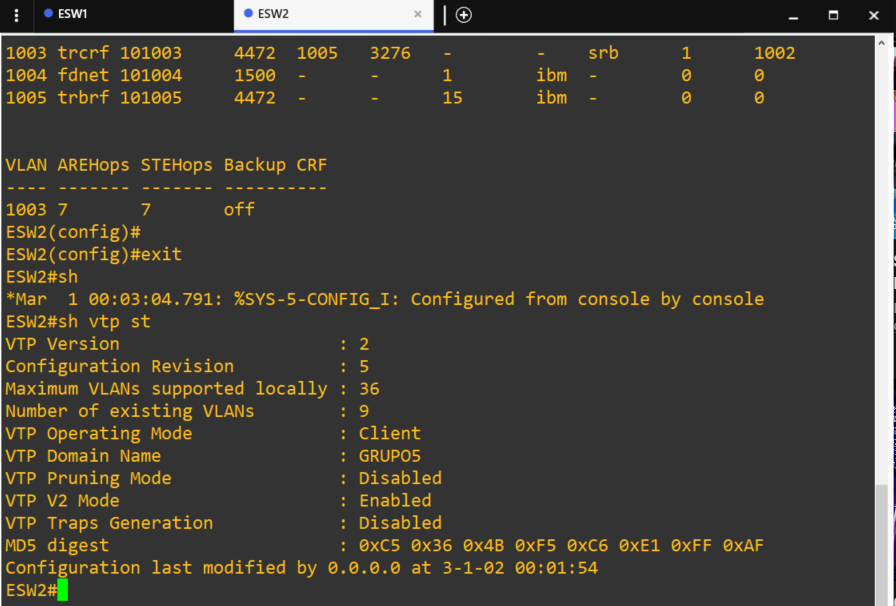 ESW1
ESW2
1003 trcrf 101003      4472  1005   3276   -        -    srb      1     1002
1004 fdnet 101004      1500  -      -      1        ibm  -        0     0
1005 trbrf 101005      4472  -      -      15       ibm  -        0     0
VLAN AREHops STEHops Backup CRF
---- ------- ------- ----------
1003 7       7       off
ESW2(config)#
ESW2(config)#exit
ESW2#sh
*Mar  1 00:03:04.791: %SYS-5-CONFIG_I: Configured from console by console
ESW2#sh vtp st
VTP Version                     : 2
Configuration Revision          : 5
Maximum VLANs supported locally : 36
Number of existing VLANs        : 9
VTP Operating Mode              : Client
VTP Domain Name                 : GRUPO5
VTP Pruning Mode                : Disabled
VTP V2 Mode                     : Enabled
VTP Traps Generation            : Disabled
MD5 digest                      : 0xC5 0x36 0x4B 0xF5 0xC6 0xE1 0xFF 0xAF
Configuration last modified by 0.0.0.0 at 3-1-02 00:01:54
ESW2#